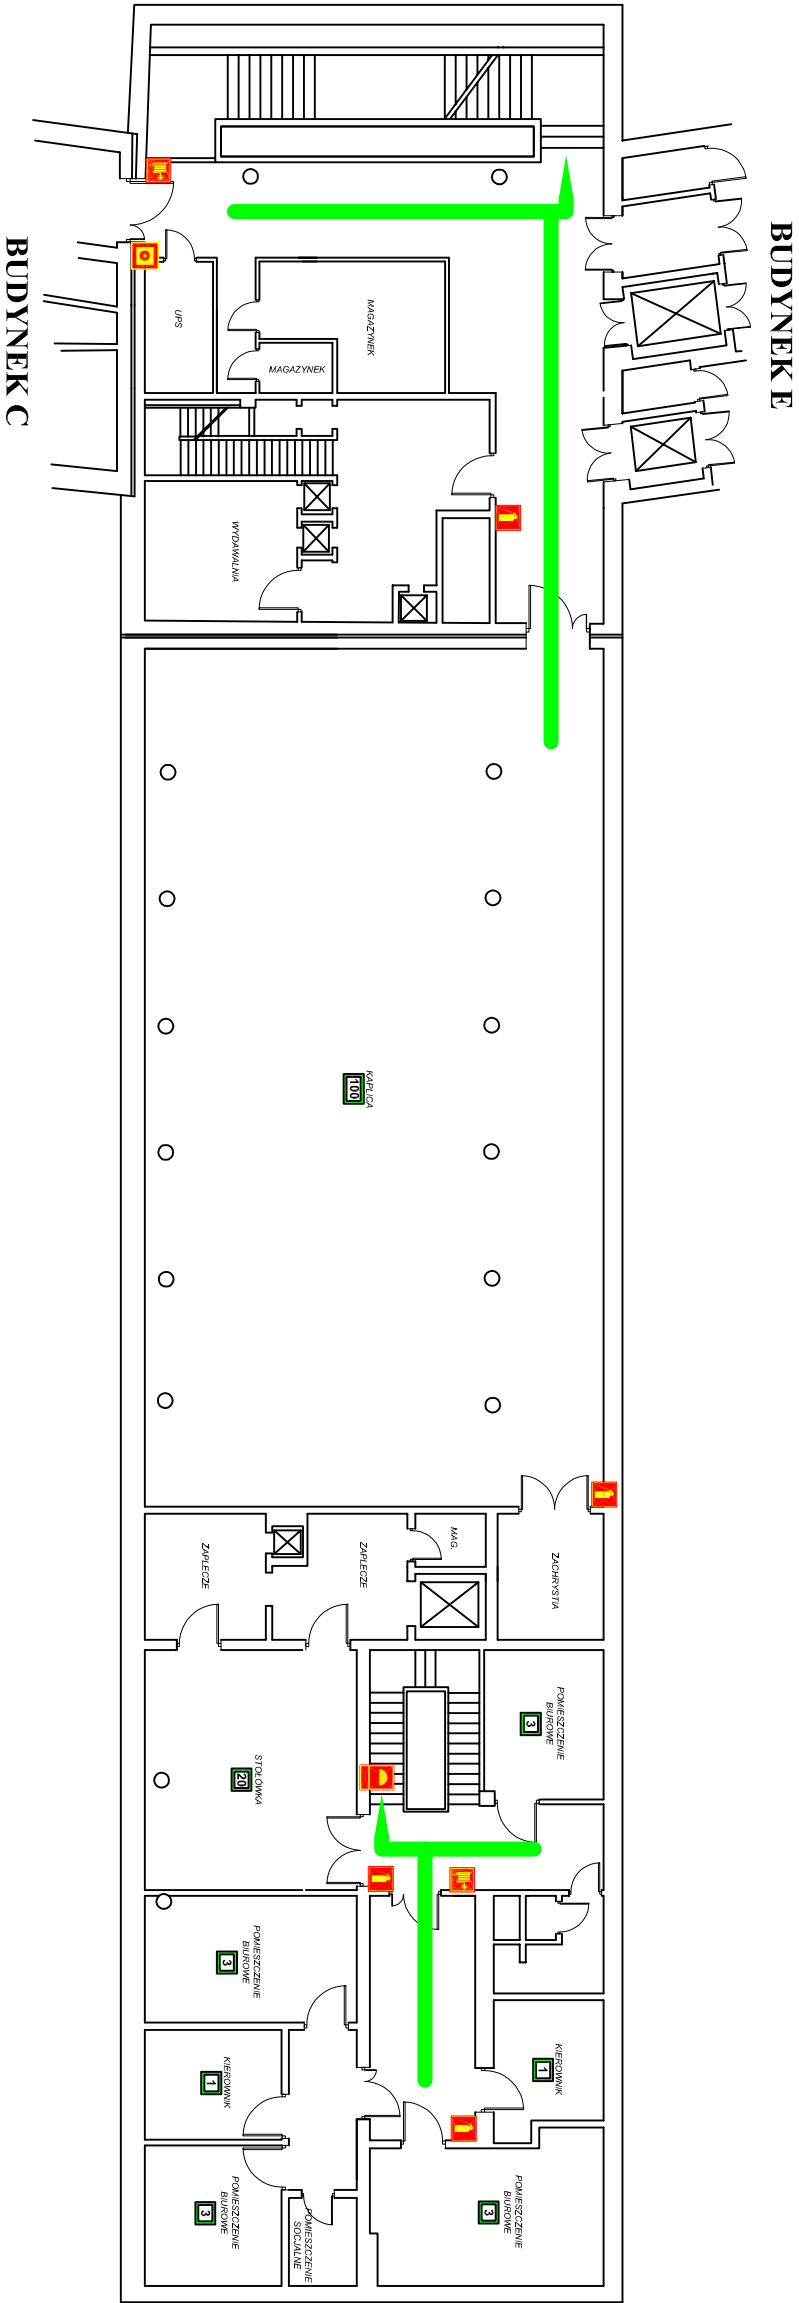 BUDYNEK E
BUDYNEK C
UPS
MAGAZYNEK
MAGAZYNEK
WYDAWALNIA
KAPLICA
100
ZAPLECZE
ZAPLECZE
MAG.
ZACHRYSTIA
POMIESZCZENIE
BIUROWE
3
STOŁÓWKA
20
POMIESZCZENIE
BIUROWE
3
KIEROWNIK
1
KIEROWNIK
1
POMIESZCZENIE
BIUROWE
3
POMIESZCZENIE
SOCJALNE
POMIESZCZENIE
BIUROWE
3